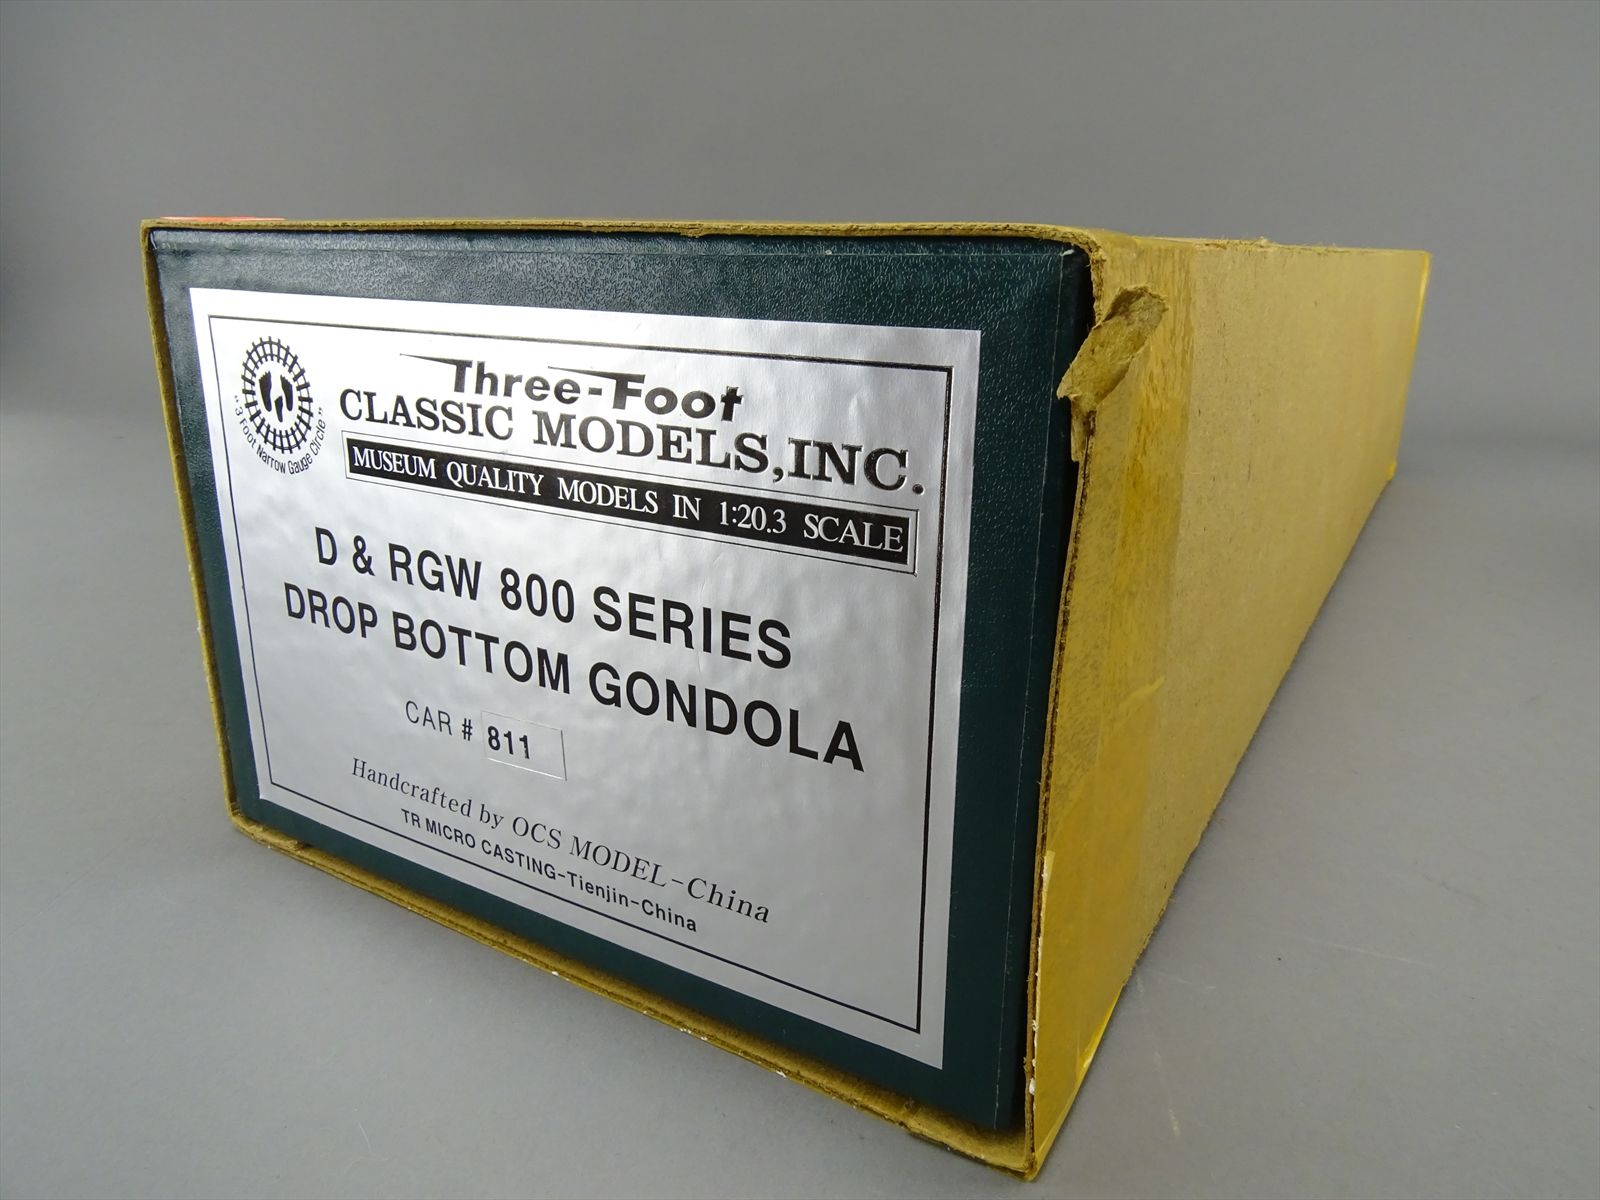 "3 Foot Narrow Gauge Circle"
Three-Foot
CLASSIC MODELS, INC.
MUSEUM QUALITY MODELS IN 1:20.3 SCALE
D & RGW 800 SERIES
DROP BOTTOM GONDOLA
CAR # 811
Handcrafted by OCS MODEL-China
TR MICRO CASTING-Tienjin-China